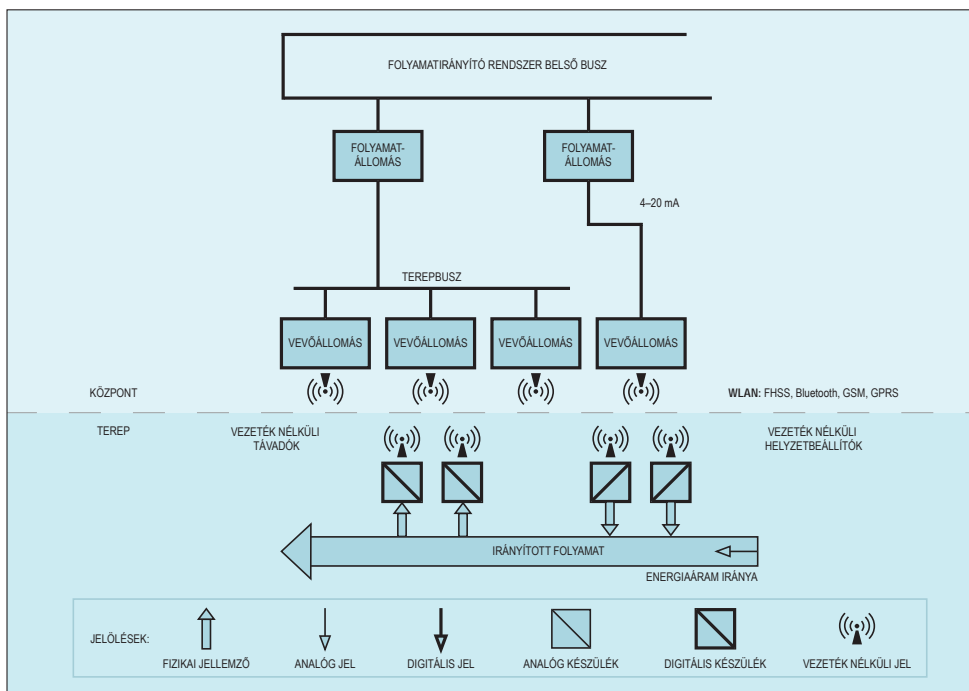 FOLYAMATIRÁNYÍTÓ RENDSZER BELSŐ BUSZ
FOLYAMAT-
ÁLLOMÁS
FOLYAMAT-
ÁLLOMÁS
4–20 mA
TEREPBUSZ
VEVŐÁLLOMÁS
VEVŐÁLLOMÁS
VEVŐÁLLOMÁS
VEVŐÁLLOMÁS
KÖZPONT
WLAN: FHSS, Bluetooth, GSM, GPRS
TEREP
VEZETÉK NÉLKÜLI
TÁVADÓK
VEZETÉK NÉLKÜLI
HELYZETBEÁLLÍTÓK
IRÁNYÍTOTT FOLYAMAT
ENERGIAÁRAM IRÁNYA
JELÖLÉSEK:
FIZIKAI JELLEMZŐ
ANALÓG JEL
DIGITÁLIS JEL
ANALÓG KÉSZÜLÉK
DIGITÁLIS KÉSZÜLÉK
VEZETÉK NÉLKÜLI JEL